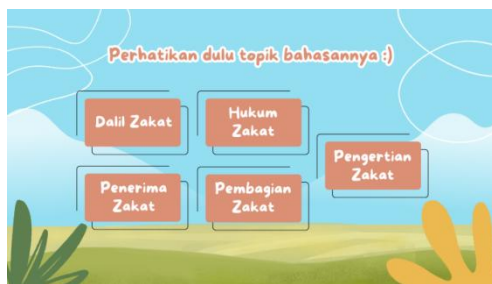 Perhatikan dulu topik bahasannya :)
Dalil Zakat
Hukum
Zakat
Pengertian
Zakat
Penerima
Zakat
Pembagian
Zakat